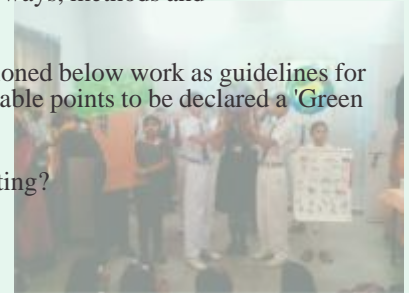 ways, methods and
oned below work as guidelines for
able points to be declared a 'Green
ting?